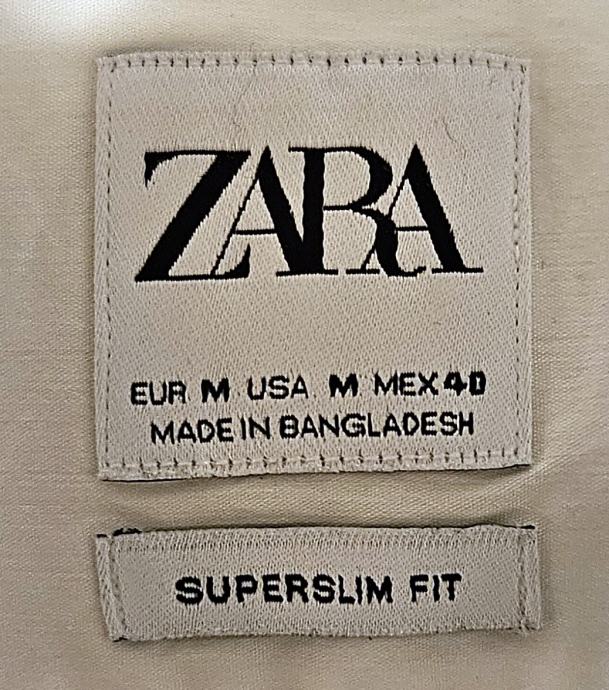 ZARA
EUR M USA M MEX 40
MADE IN BANGLADESH
SUPERSLIM FIT